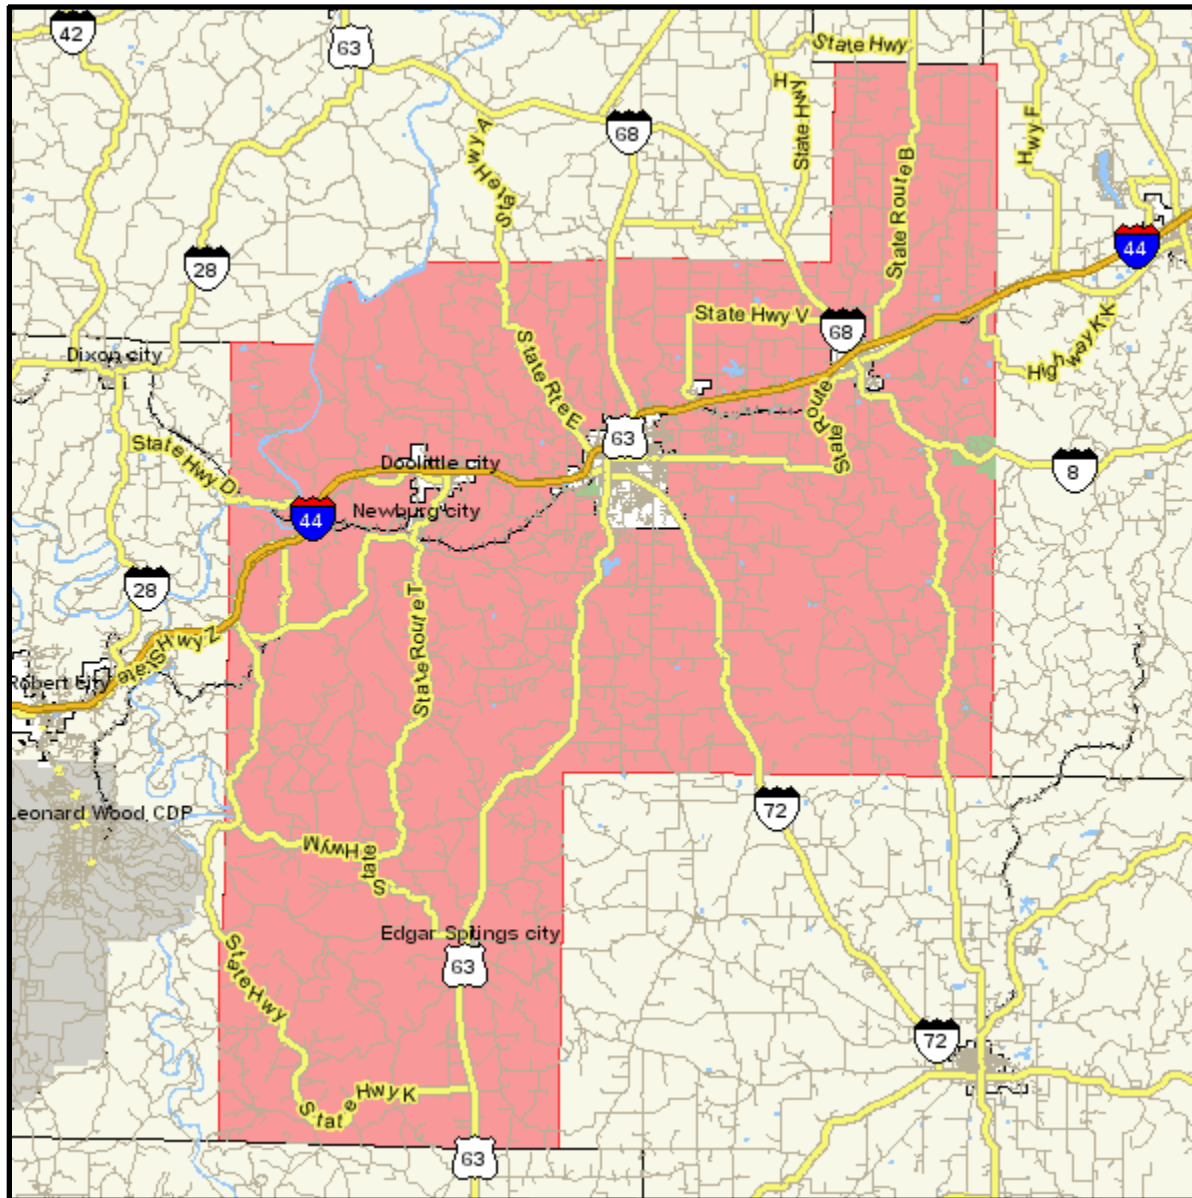 42
63
State Hwy
H
State Hwy
Hwy F
State Hwy A
68
State Route B
44
28
State Hwy V
68
Highway KK
Dixon city
State Rte E
State Route
63
State Hwy D
Doolittle city
8
Newburg city
44
28
State Route T
State Hwy Z
Robert city
72
Leonard Wood CDP
State Hwy M
Edgar Springs city
63
State Hwy
72
State Hwy K
63